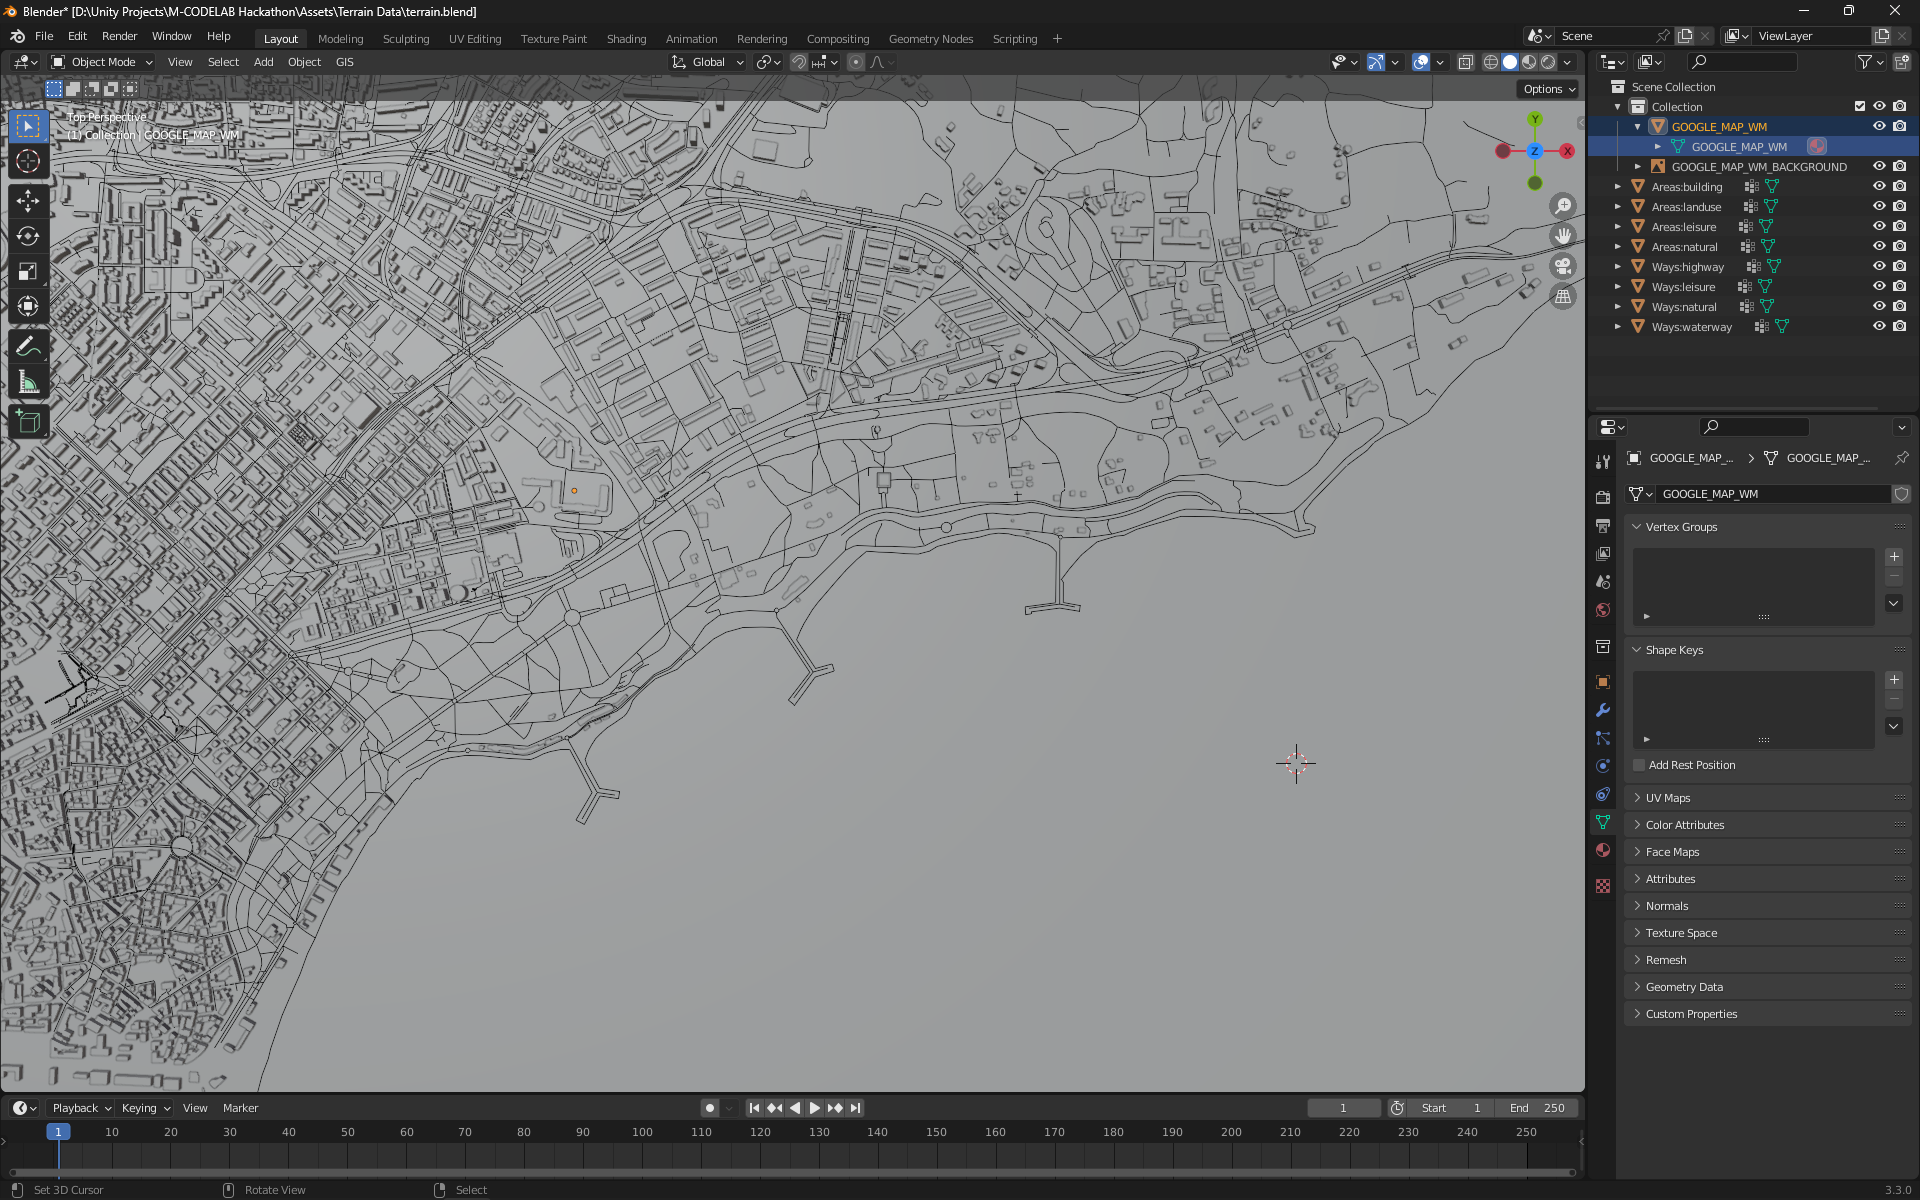 Blender* [D:\Unity Projects\M-CODELAB Hackathon\Assets\Terrain Data\terrain.blend]
File Edit Render Window Help Layout Modeling Sculpting UV Editing Texture Paint Shading Animation Rendering Compositing Geometry Nodes Scripting + Scene ViewLayer
Object Mode View Select Add Object GIS Global
Options
Top Perspective
(1) Collection | GOOGLE_MAP_WM
Y
X
Z
Scene Collection
Collection
GOOGLE_MAP_WM
GOOGLE_MAP_WM
GOOGLE_MAP_WM_BACKGROUND
Areas:building
Areas:landuse
Areas:leisure
Areas:natural
Ways:highway
Ways:leisure
Ways:natural
Ways:waterway
GOOGLE_MAP_... > GOOGLE_MAP_...
GOOGLE_MAP_WM
Vertex Groups
Shape Keys
Add Rest Position
UV Maps
Color Attributes
Face Maps
Attributes
Normals
Texture Space
Remesh
Geometry Data
Custom Properties
Playback Keying View Marker 1 Start 1 End 250
1 10 20 30 40 50 60 70 80 90 100 110 120 130 140 150 160 170 180 190 200 210 220 230 240 250
Set 3D Cursor Rotate View Select 3.3.0